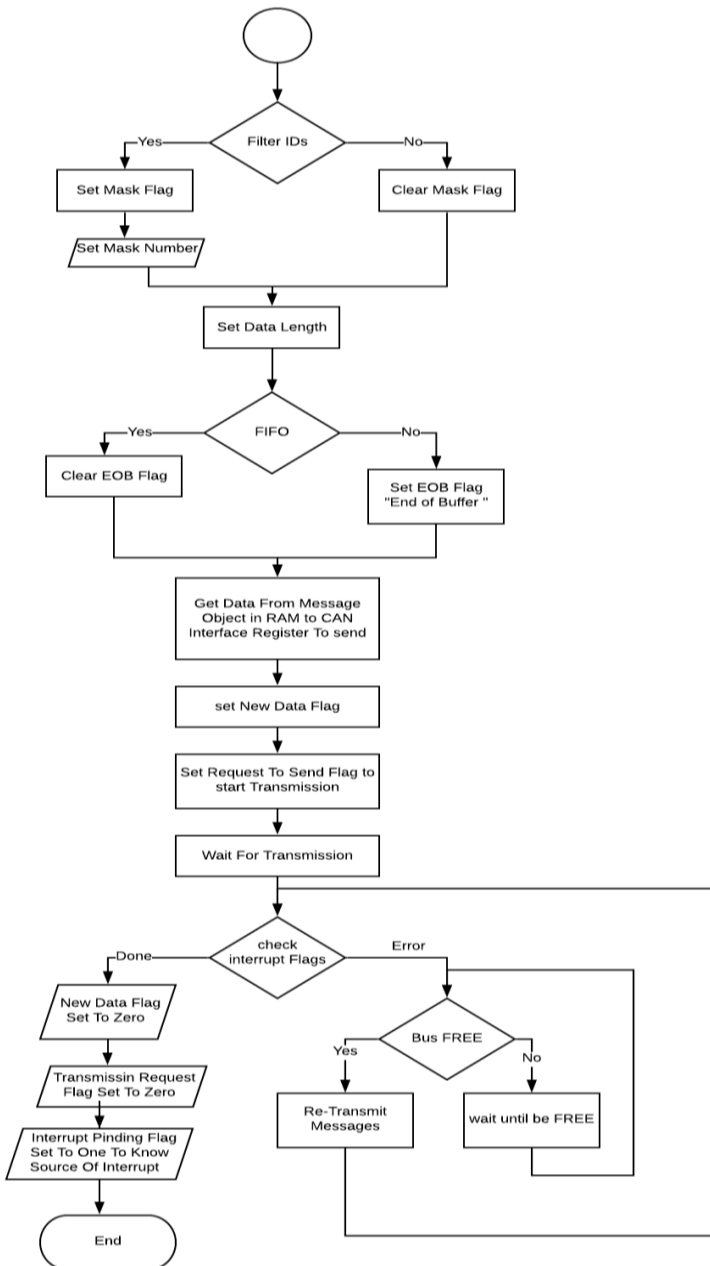 Filter IDs
Yes
No
Set Mask Flag
Clear Mask Flag
Set Mask Number
Set Data Length
FIFO
Yes
No
Clear EOB Flag
Set EOB Flag
"End of Buffer "
Get Data From Message
Object in RAM to CAN
Interface Register To send
set New Data Flag
Set Request To Send Flag to
start Transmission
Wait For Transmission
check
interrupt Flags
Done
Error
New Data Flag
Set To Zero
Bus FREE
Yes
No
Transmissin Request
Flag Set To Zero
Re-Transmit
Messages
wait until be FREE
Interrupt Pinding Flag
Set To One To Know
Source Of Interrupt
End